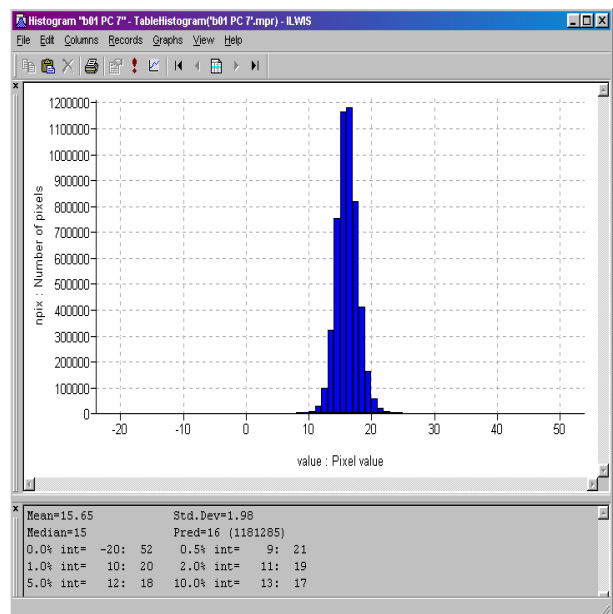 Histogram "b01 PC 7" - TableHistogram('b01 PC 7'.mpr) - ILWIS
File Edit Columns Records Graphs View Help
1200000
1100000
1000000
900000
800000
700000
600000
500000
400000
300000
200000
100000
0
npix : Number of pixels
-20 -10 0 10 20 30 40 50
value : Pixel value
Mean=15.65 Std.Dev=1.98
Median=15 Pred=16 (1181285)
0.0% int= -20: 52 0.5% int= 9: 21
1.0% int= 10: 20 2.0% int= 11: 19
5.0% int= 12: 18 10.0% int= 13: 17